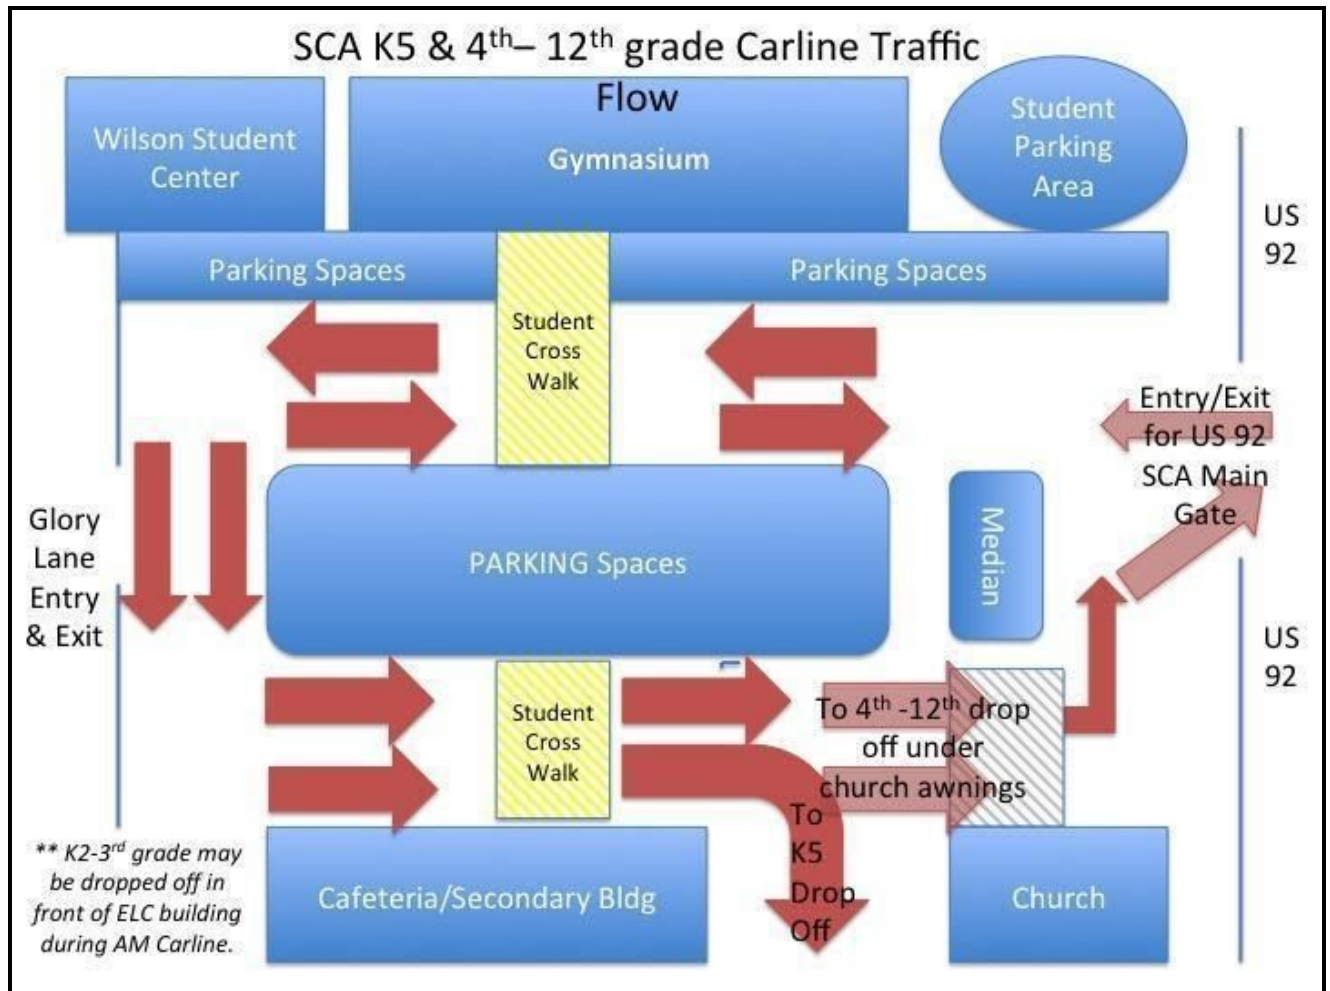 SCA K5 & 4th– 12th grade Carline Traffic
Flow
Wilson Student
Center
Gymnasium
Student
Parking
Area
US
92
Parking Spaces
Parking Spaces
Student
Cross
Walk
Entry/Exit
for US 92
SCA Main
Gate
Glory
Lane
Entry
& Exit
PARKING Spaces
Median
US
92
Student
Cross
Walk
To 4th -12th drop
off under
church awnings
To
K5
Drop
Off
** K2-3rd grade may
be dropped off in
front of ELC building
during AM Carline.
Cafeteria/Secondary Bldg
Church